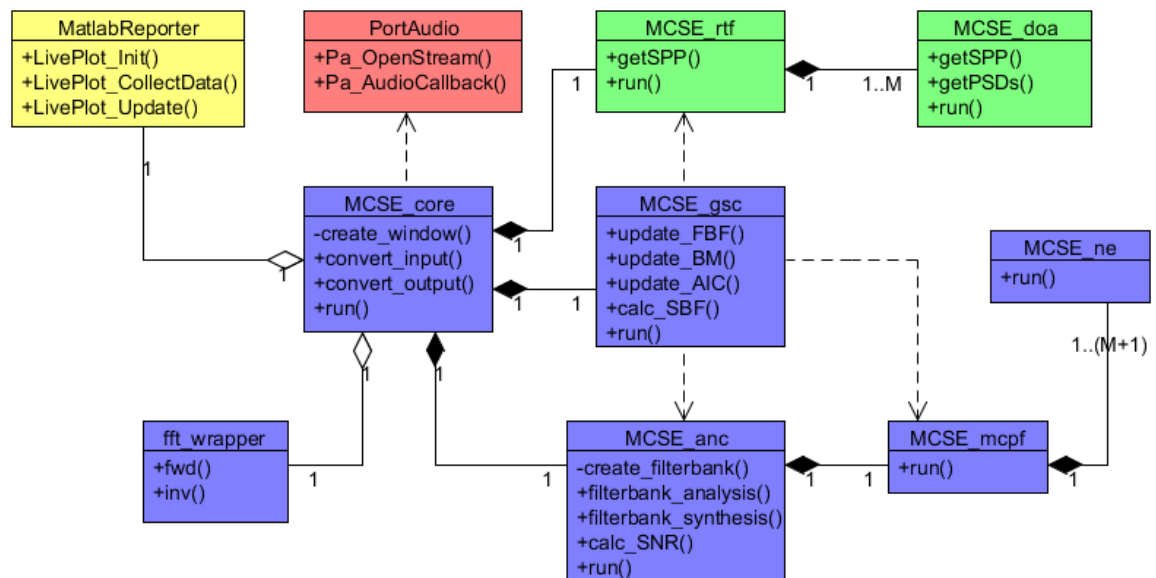 MatlabReporter
+LivePlot_Init()
+LivePlot_CollectData()
+LivePlot_Update()
PortAudio
+Pa_OpenStream()
+Pa_AudioCallback()
MCSE_rtf
+getSPP()
+run()
MCSE_doa
+getSPP()
+getPSDs()
+run()
1
1
1..M
1
MCSE_core
-create_window()
+convert_input()
+convert_output()
+run()
MCSE_gsc
+update_FBF()
+update_BM()
+update_AIC()
+calc_SBF()
+run()
MCSE_ne
+run()
1
1
1
1
1..(M+1)
1
1
fft_wrapper
+fwd()
+inv()
MCSE_anc
-create_filterbank()
+filterbank_analysis()
+filterbank_synthesis()
+calc_SNR()
+run()
MCSE_mcpf
+run()
1
1
1
1
1